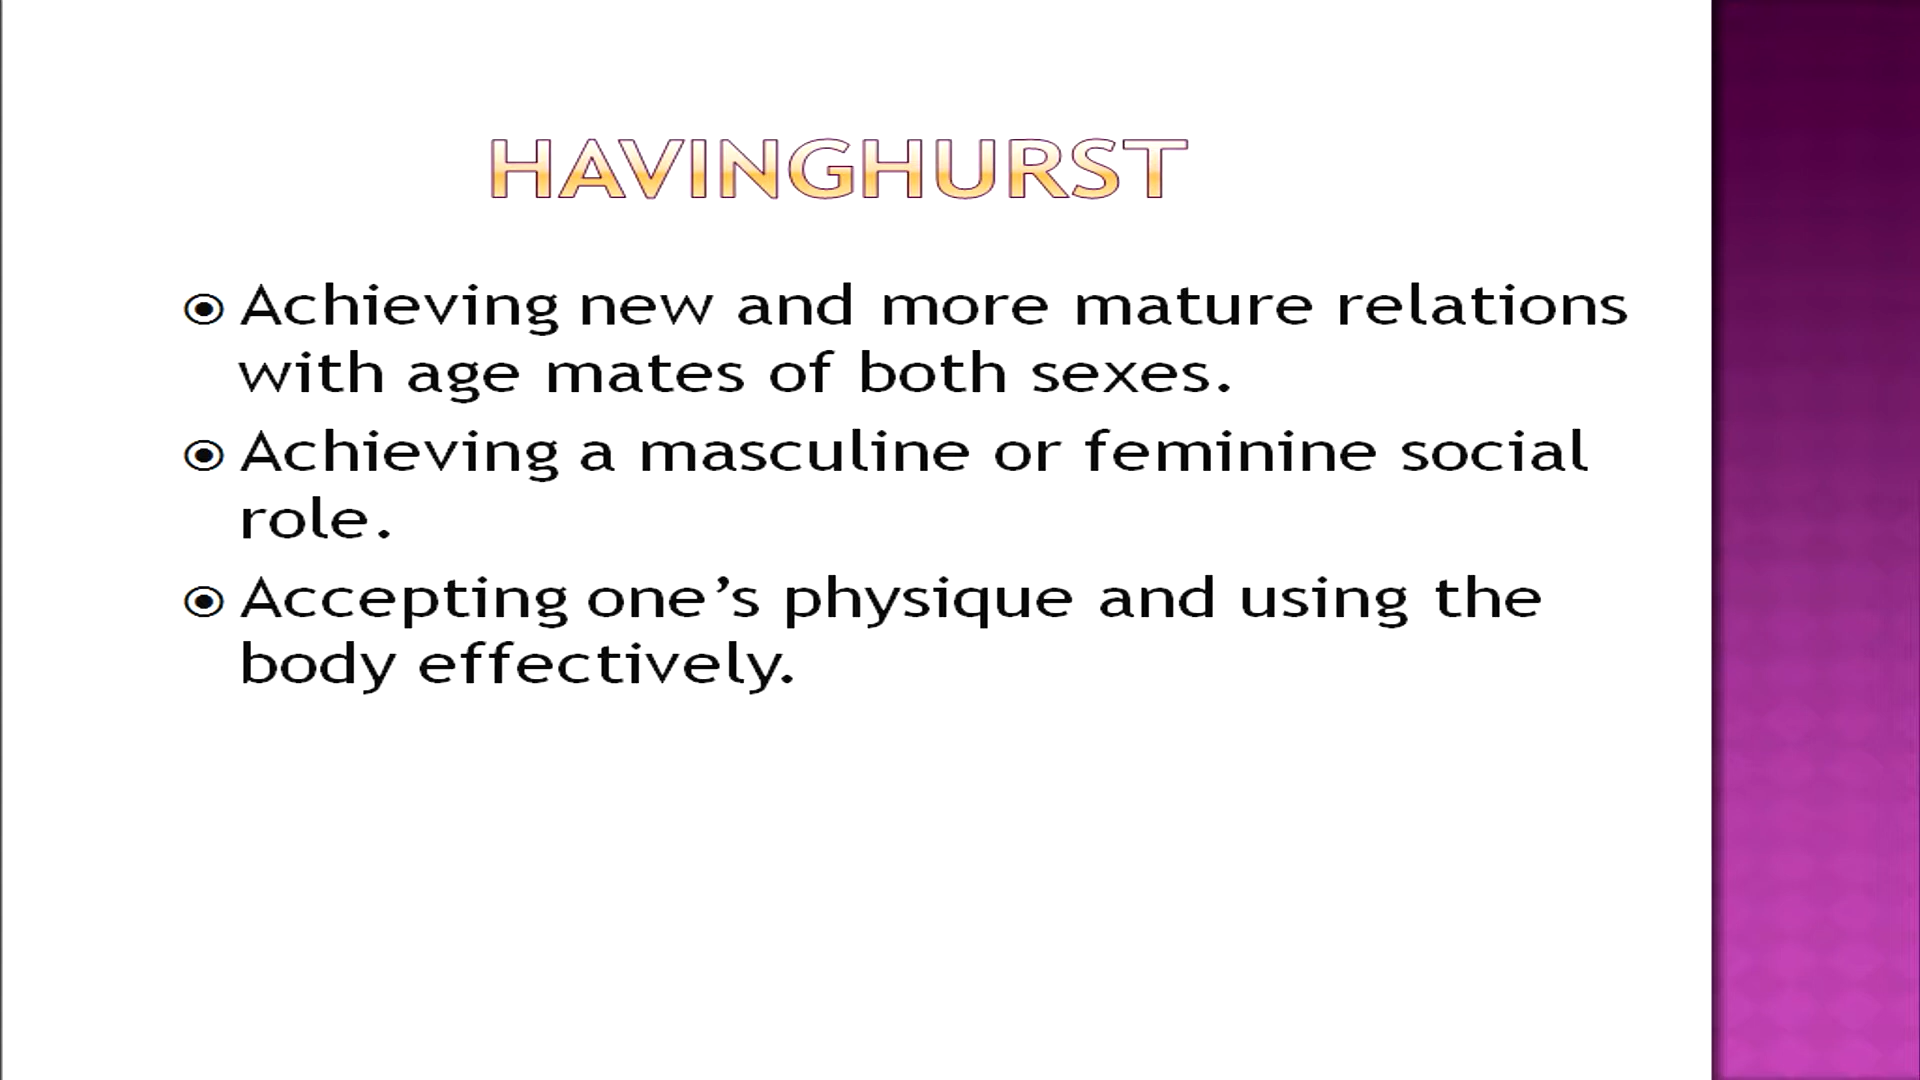 HAVINGHURST
Achieving new and more mature relations
with age mates of both sexes.
Achieving a masculine or feminine social
role.
Accepting one’s physique and using the
body effectively.